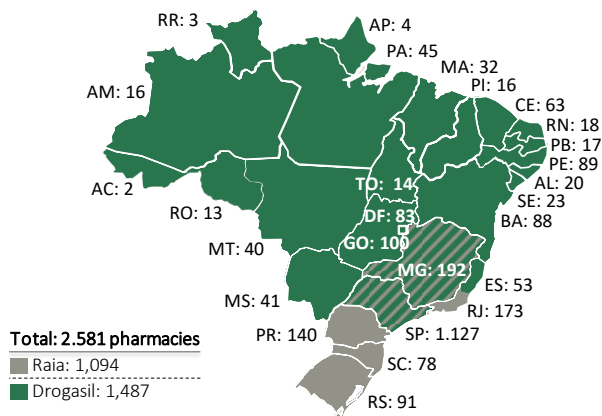 RR: 3
AP: 4
PA: 45
MA: 32
PI: 16
AM: 16
CE: 63
RN: 18
PB: 17
PE: 89
AL: 20
SE: 23
BA: 88
AC: 2
TO: 14
RO: 13
DF: 83
GO: 100
MT: 40
MG: 192
ES: 53
MS: 41
RJ: 173
PR: 140
SP: 1.127
SC: 78
RS: 91
Total: 2.581 pharmacies
Raia: 1,094
Drogasil: 1,487